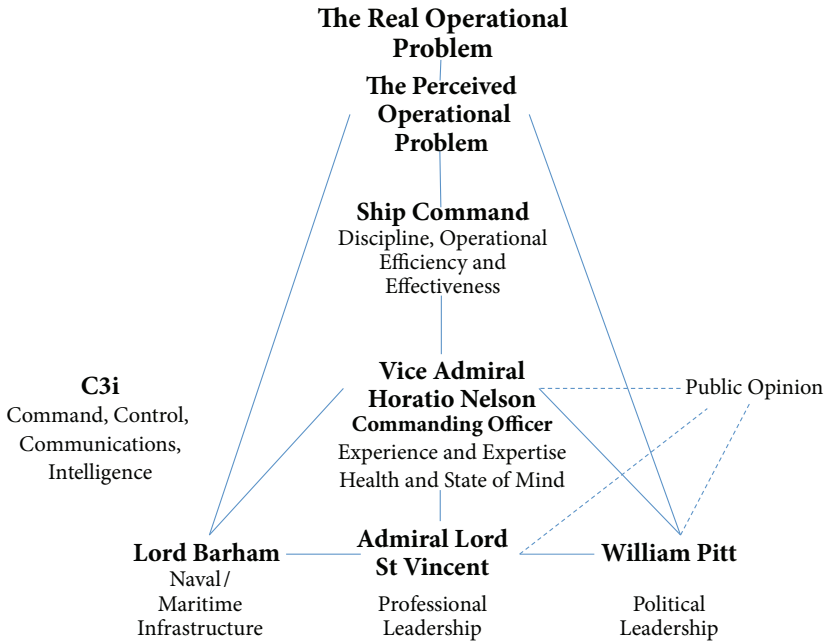 The Real Operational
Problem
The Perceived
Operational
Problem
Ship Command
Discipline, Operational
Efficiency and
Effectiveness
C3i
Command, Control,
Communications,
Intelligence
Vice Admiral
Horatio Nelson
Commanding Officer
Experience and Expertise
Health and State of Mind
Public Opinion
Lord Barham
Naval/
Maritime
Infrastructure
Admiral Lord
St Vincent
Professional
Leadership
William Pitt
Political
Leadership